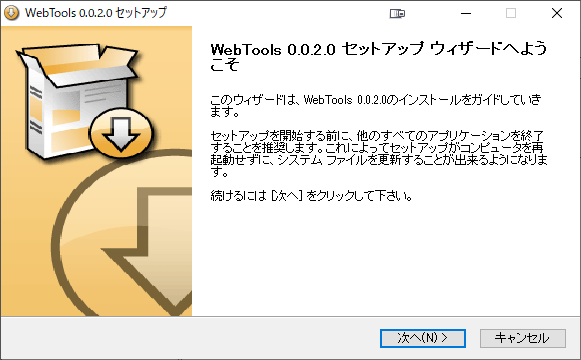 WebTools 0.0.2.0 セットアップ
WebTools 0.0.2.0 セットアップ ウィザードへよう
こそ
このウィザードは、WebTools 0.0.2.0のインストールをガイドしていき
ます。
セットアップを開始する前に、他のすべてのアプリケーションを終了
することを推奨します。これによってセットアップがコンピュータを再
起動せずに、システム ファイルを更新することが出来るようになりま
す。
続けるには [次へ] をクリックして下さい。
次へ(N) >
キャンセル